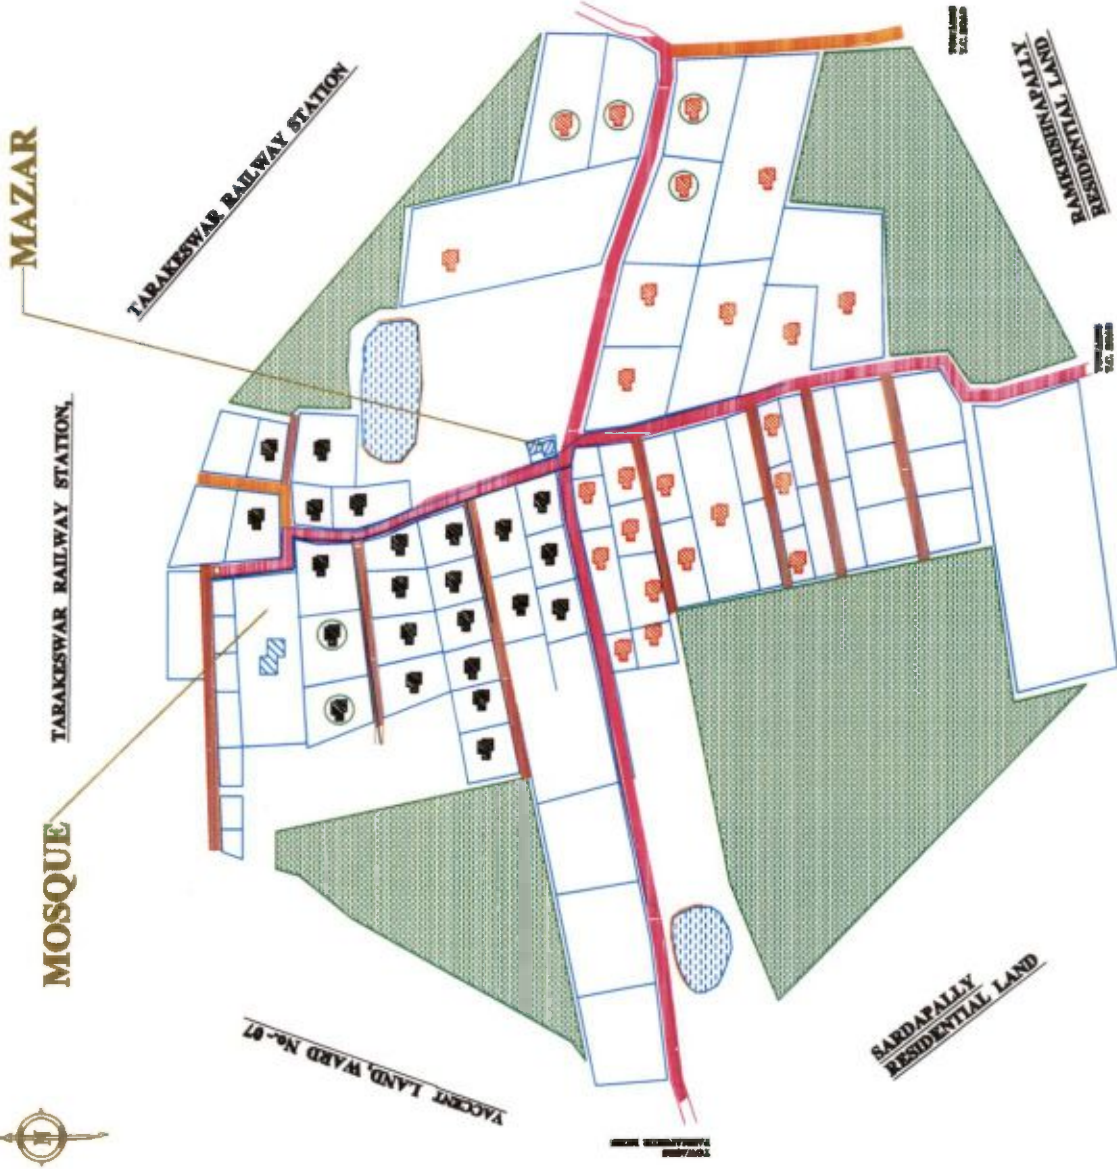 MAZAR
TARAKESWAR RAILWAY STATION
RAMKRISHNAPALLY
RESIDENTIAL LAND
TARAKESWAR RAILWAY STATION,
MOSQUE
VACCENT LAND, WARD No.-07
SARDAPALLY
RESIDENTIAL LAND
N
TOWARDS